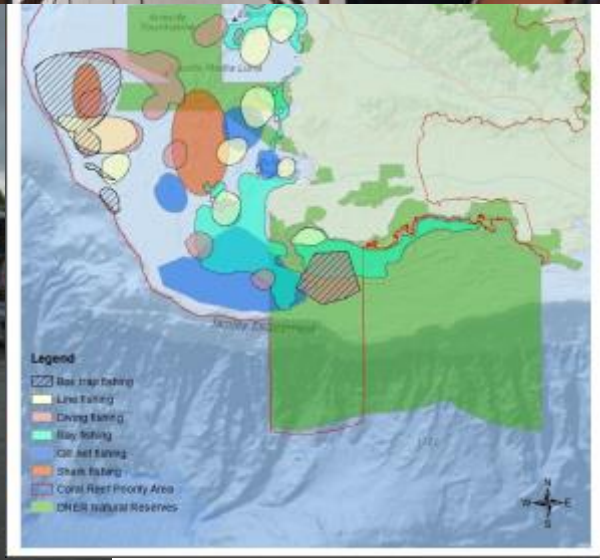 Legend
Box trap fishing
Line fishing
Diving fishing
Bay fishing
Gill net fishing
Shark fishing
Coral Reef Priority Area
DRER Natural Reserves
N
W E
S